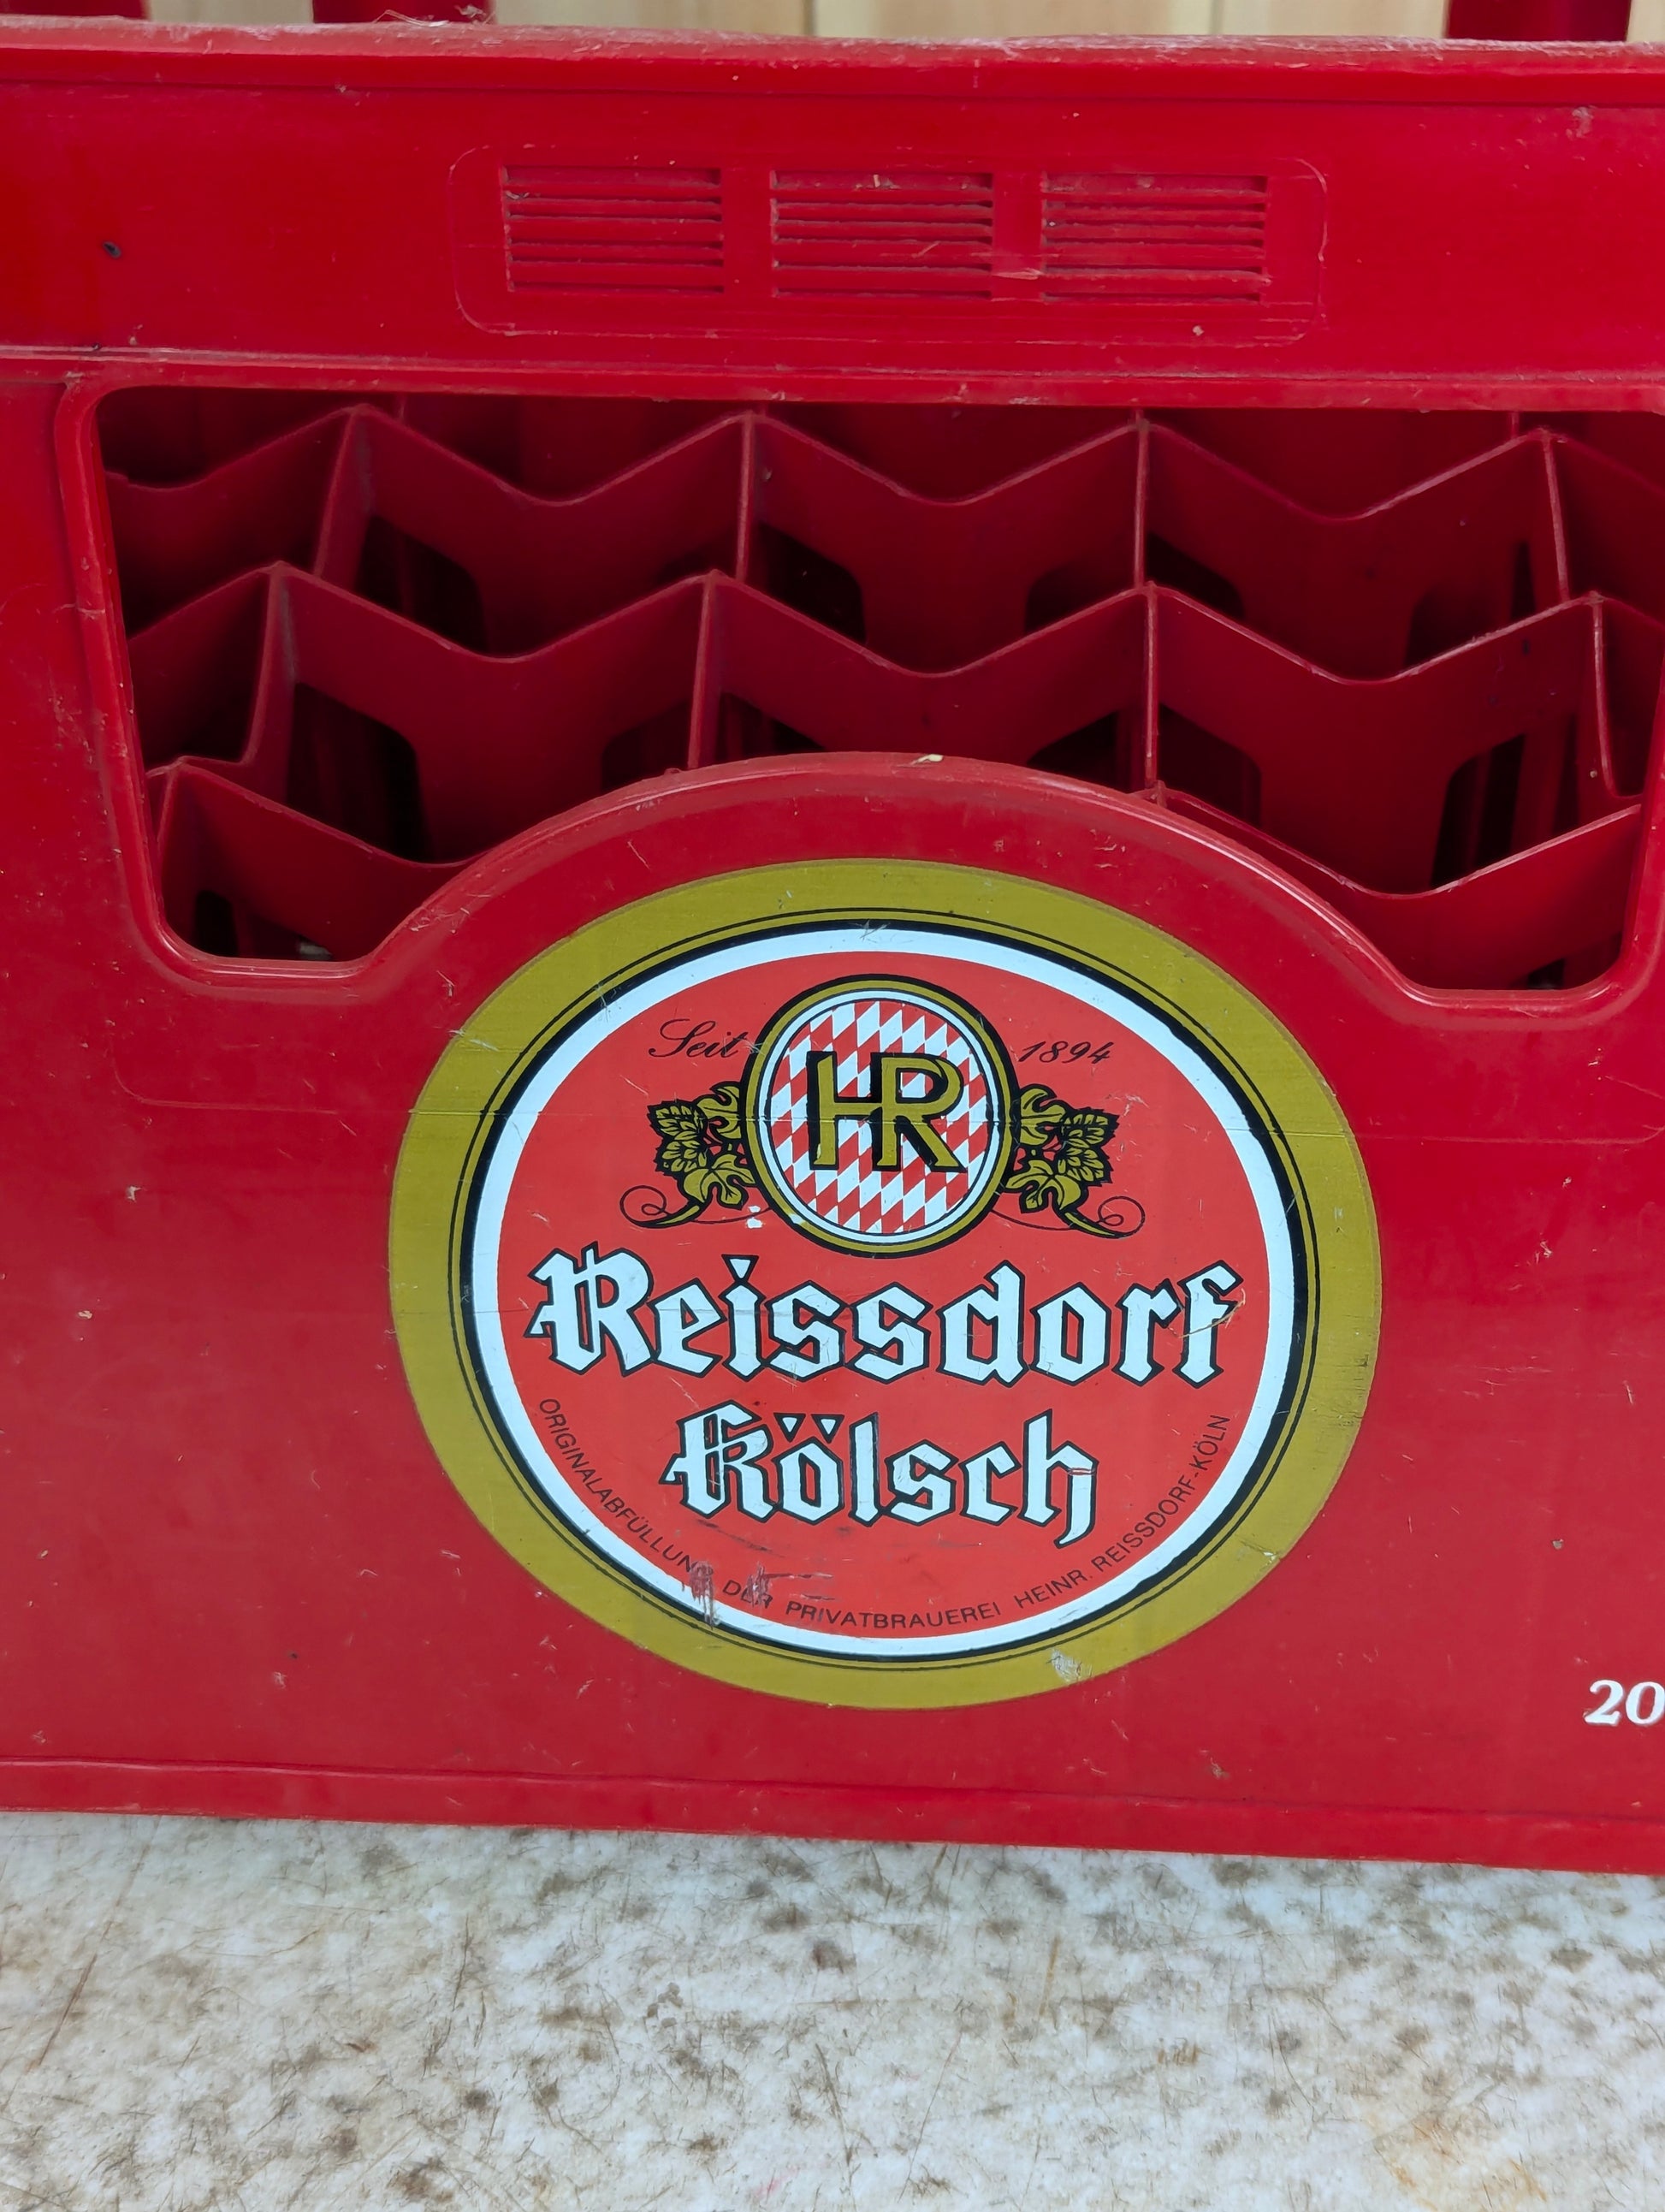 Seit 1894
HR
Reissdorf
Kölsch
ORIGINALABFÜLLUNG DER PRIVATBRAUEREI HEINR. REISSDORF-KÖLN
20